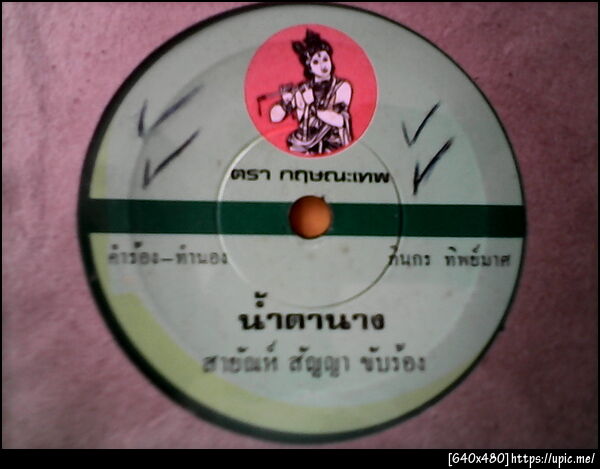 ตรา กฤษณะเทพ
คำร้อง-ทำนอง ภินกร ทิพย์มาศ
น้ำตานาง
สายัณห์ สัญญา ขับร้อง
[640x480]https://upic.me/